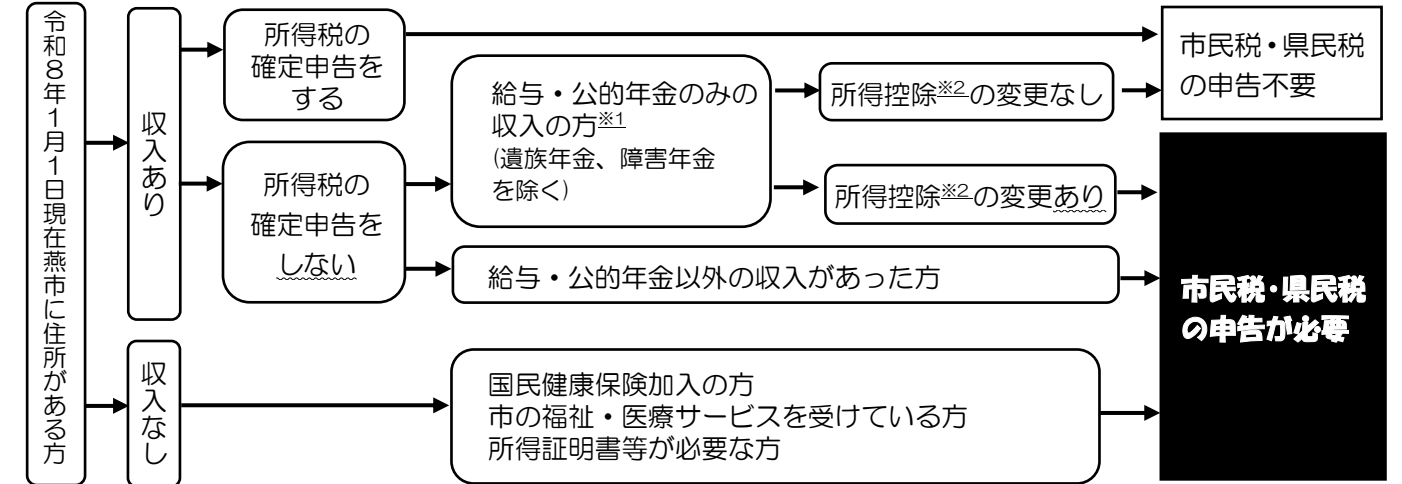 令和８年１月１日現在燕市に住所がある方
収入あり
所得税の
確定申告を
する
市民税・県民税
の申告不要
給与・公的年金のみの
収入の方※1
(遺族年金、障害年金
を除く)
所得控除※2の変更なし
所得税の
確定申告を
しない
所得控除※2の変更あり
給与・公的年金以外の収入があった方
市民税・県民税
の申告が必要
収入なし
国民健康保険加入の方
市の福祉・医療サービスを受けている方
所得証明書等が必要な方